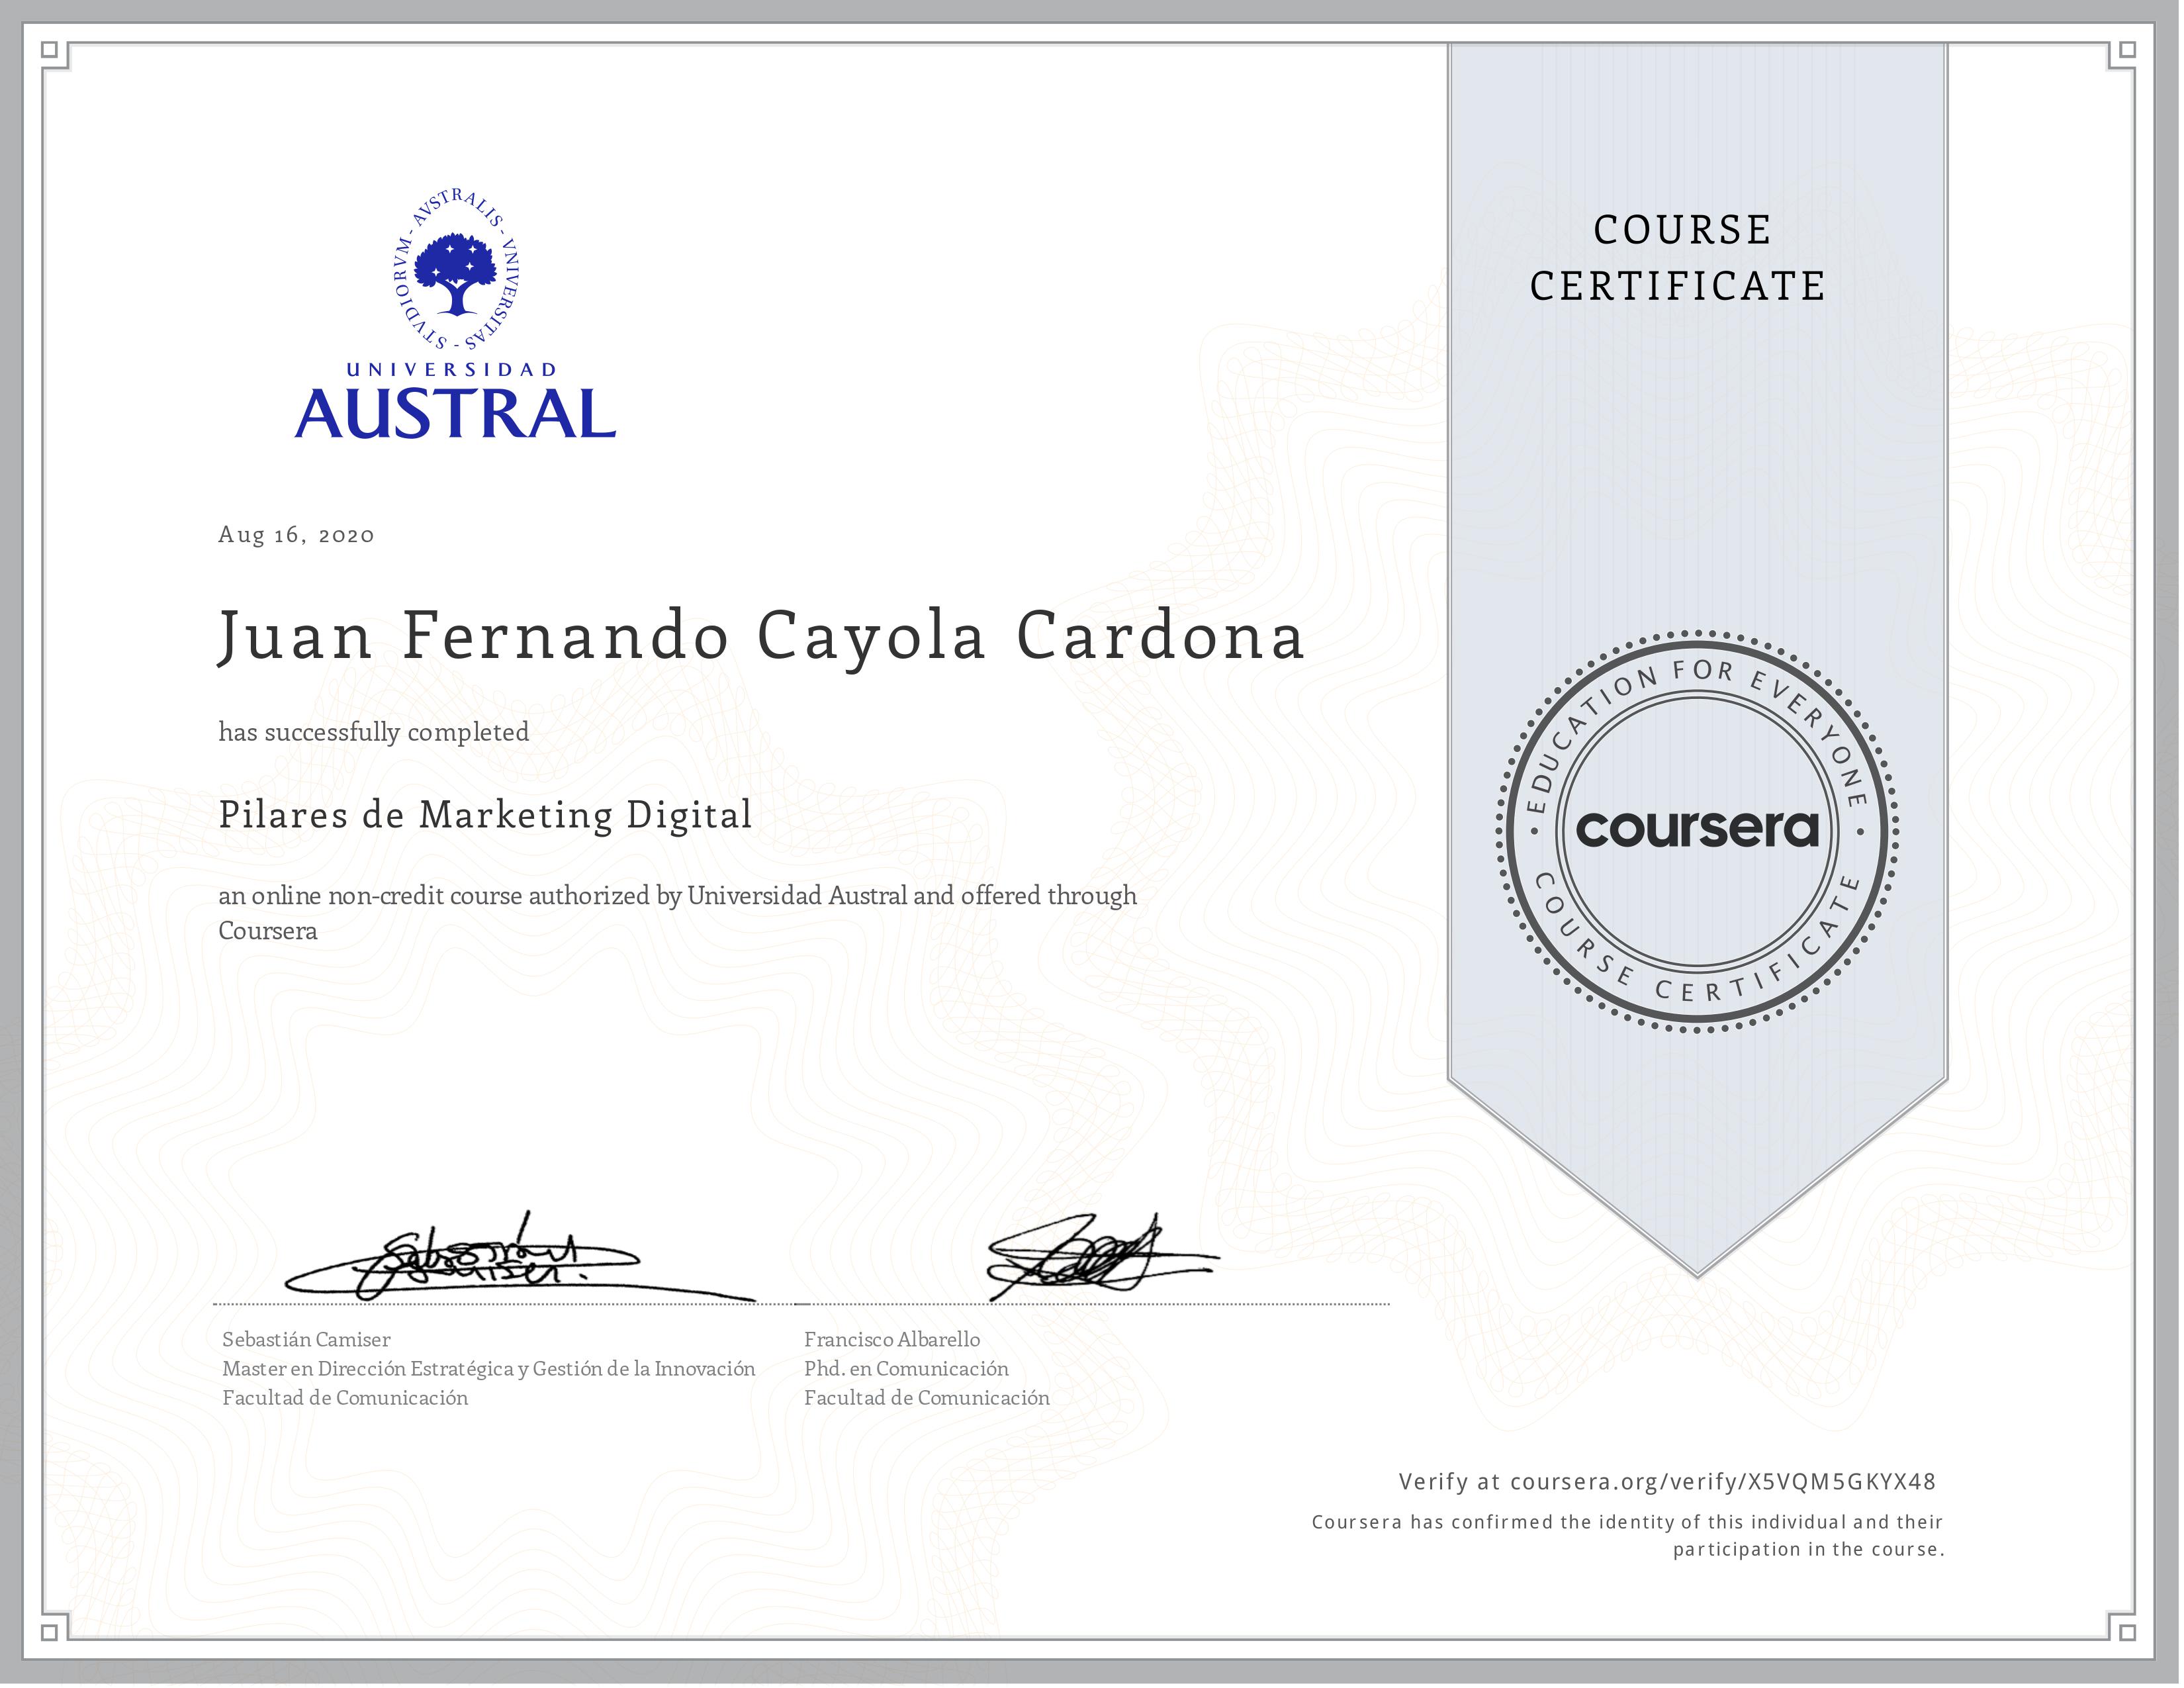 STVDIORVM - AVSTRALIS - VNIVERSITAS -
UNIVERSIDAD
AUSTRAL
COURSE
CERTIFICATE
Aug 16, 2020
Juan Fernando Cayola Cardona
has successfully completed
Pilares de Marketing Digital
an online non-credit course authorized by Universidad Austral and offered through
Coursera
EDUCATION FOR EVERYONE
coursera
COURSE CERTIFICATE
Sebastián Camiser.
Sebastián Camiser
Master en Dirección Estratégica y Gestión de la Innovación
Facultad de Comunicación
Francisco Albarello
Phd. en Comunicación
Facultad de Comunicación
Verify at coursera.org/verify/X5VQM5GKYX48
Coursera has confirmed the identity of this individual and their
participation in the course.